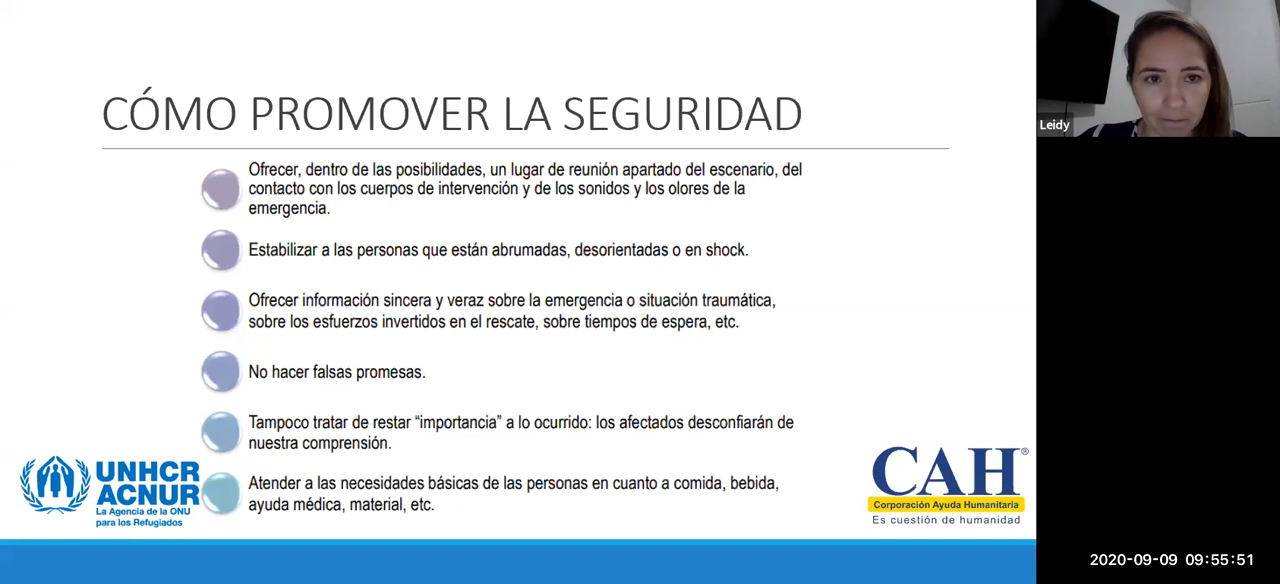 CÓMO PROMOVER LA SEGURIDAD
Ofrecer, dentro de las posibilidades, un lugar de reunión apartado del escenario, del
contacto con los cuerpos de intervención y de los sonidos y los olores de la
emergencia.
Estabilizar a las personas que están abrumadas, desorientadas o en shock.
Ofrecer información sincera y veraz sobre la emergencia o situación traumática,
sobre los esfuerzos invertidos en el rescate, sobre tiempos de espera, etc.
No hacer falsas promesas.
Tampoco tratar de restar “importancia” a lo ocurrido: los afectados desconfiarán de
nuestra comprensión.
Atender a las necesidades básicas de las personas en cuanto a comida, bebida,
ayuda médica, material, etc.
UNHCR
ACNUR
La Agencia de la ONU
para los Refugiados
CAH®
Corporación Ayuda Humanitaria
Es cuestión de humanidad
Leidy
2020-09-09 09:55:51